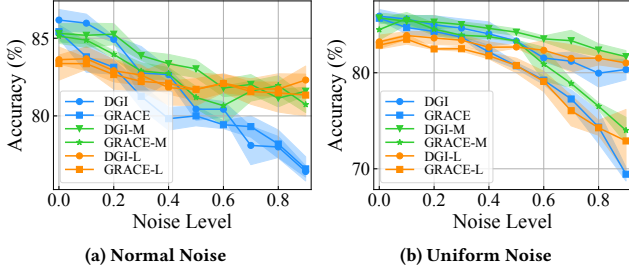 Accuracy (%)
85
80
DGI
GRACE
DGI-M
GRACE-M
DGI-L
GRACE-L
0.0 0.2 0.4 0.6 0.8
Noise Level
(a) Normal Noise
Accuracy (%)
80
70
DGI
GRACE
DGI-M
GRACE-M
DGI-L
GRACE-L
0.0 0.2 0.4 0.6 0.8
Noise Level
(b) Uniform Noise